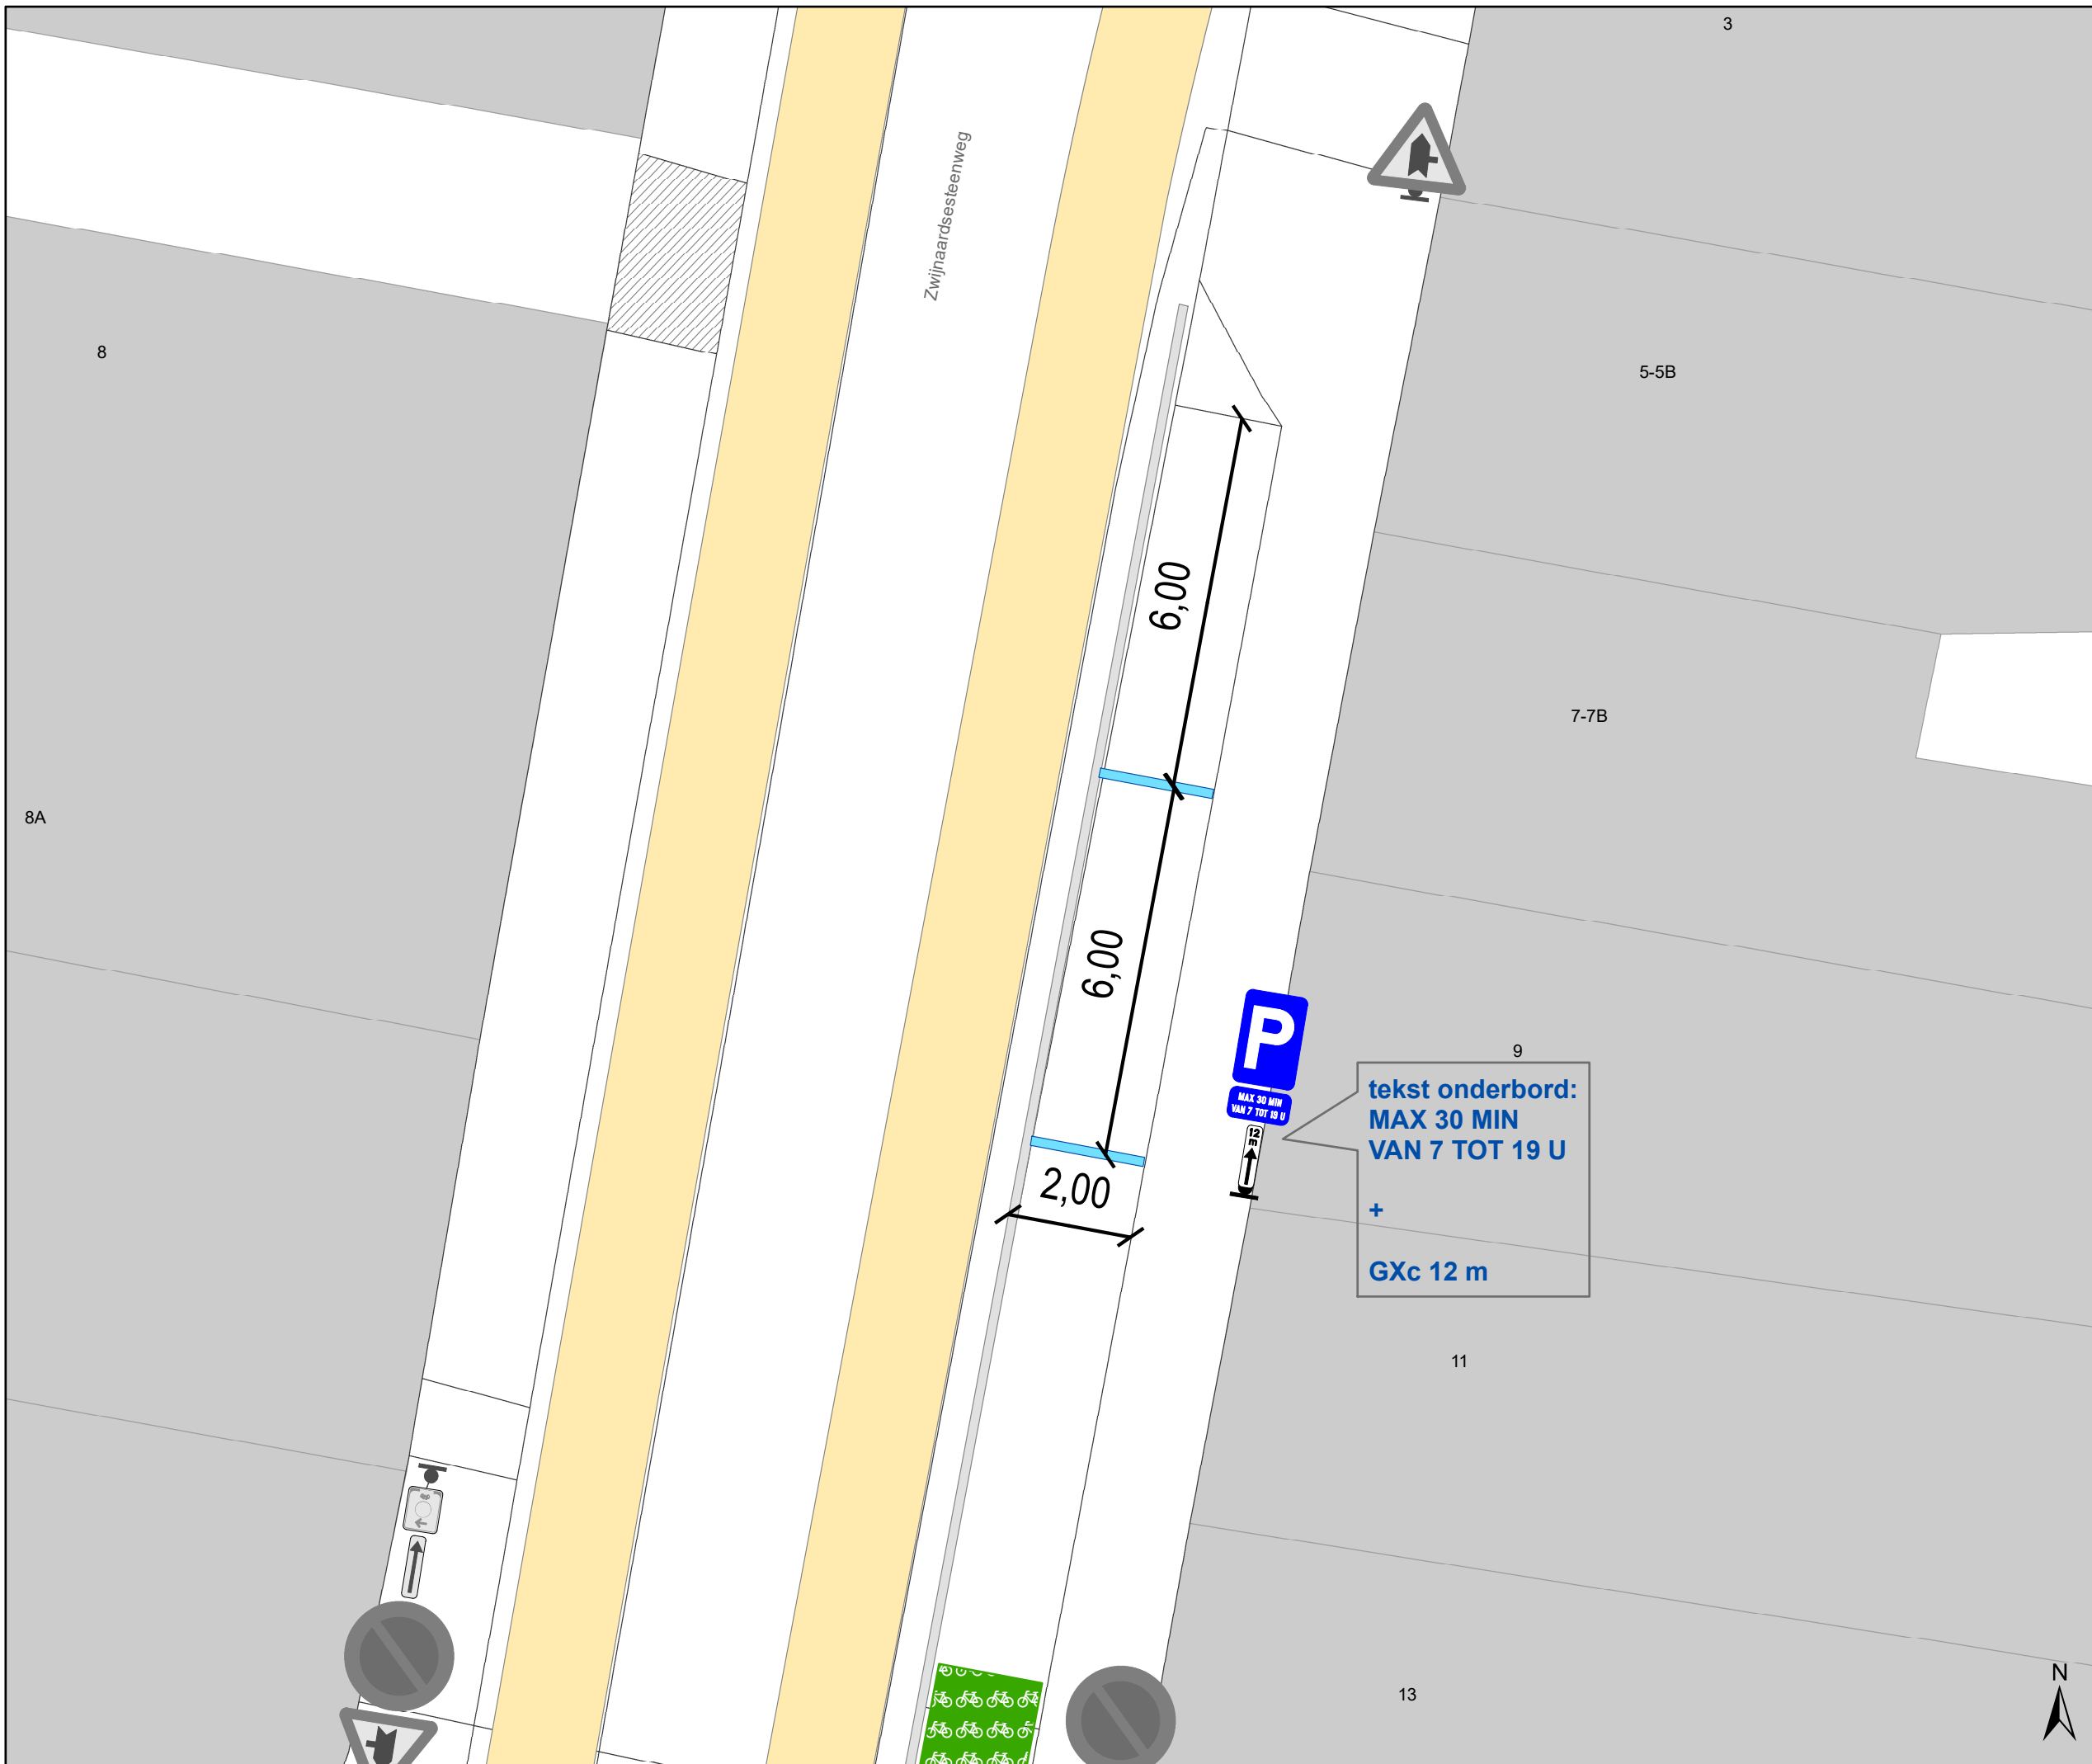 3
Zwijnaardsesteenweg
8
5-5B
6,00
7-7B
8A
6,00
P
9
MAX 30 MIN
VAN 7 TOT 19 U
12
m
tekst onderbord:
MAX 30 MIN
VAN 7 TOT 19 U
+
GXc 12 m
2,00
11
13
N